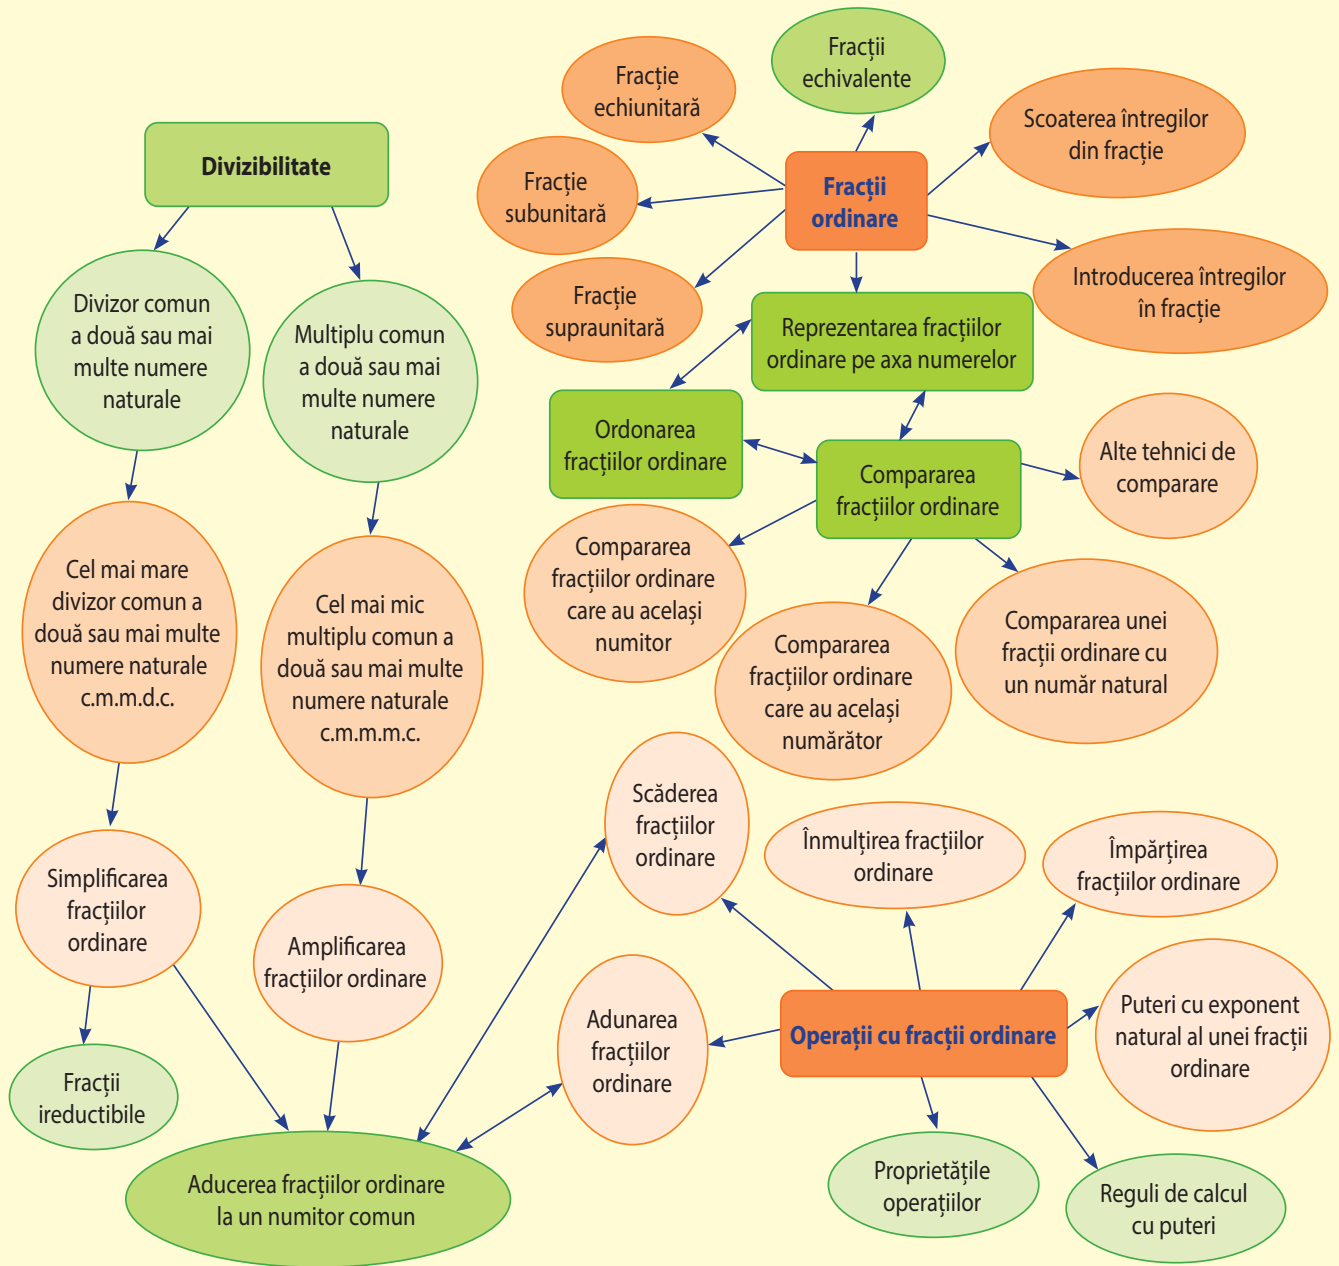 Divizibilitate
Divizor comun
a două sau mai
multe numere
naturale
Multiplu comun
a două sau mai
multe numere
naturale
Cel mai mare
divizor comun a
două sau mai multe
numere naturale
c.m.m.d.c.
Cel mai mic
multiplu comun a
două sau mai multe
numere naturale
c.m.m.m.c.
Simplificarea
fracțiilor
ordinare
Amplificarea
fracțiilor ordinare
Fracții
ireductibile
Aducerea fracțiilor ordinare
la un numitor comun
Fracții
echivalente
Fracție
echiunitară
Fracție
subunitară
Fracție
supraunitară
Fracții
ordinare
Scoaterea întregilor
din fracție
Introducerea întregilor
în fracție
Reprezentarea fracțiilor
ordinare pe axa numerelor
Ordonarea
fracțiilor ordinare
Compararea
fracțiilor ordinare
Alte tehnici de
comparare
Compararea
fracțiilor ordinare
care au același
numitor
Compararea
fracțiilor ordinare
care au același
numărător
Compararea unei
fracții ordinare cu
un număr natural
Scăderea
fracțiilor
ordinare
Înmulțirea fracțiilor
ordinare
Împărțirea
fracțiilor ordinare
Adunarea
fracțiilor
ordinare
Operații cu fracții ordinare
Puteri cu exponent
natural al unei fracții
ordinare
Proprietățile
operațiilor
Reguli de calcul
cu puteri